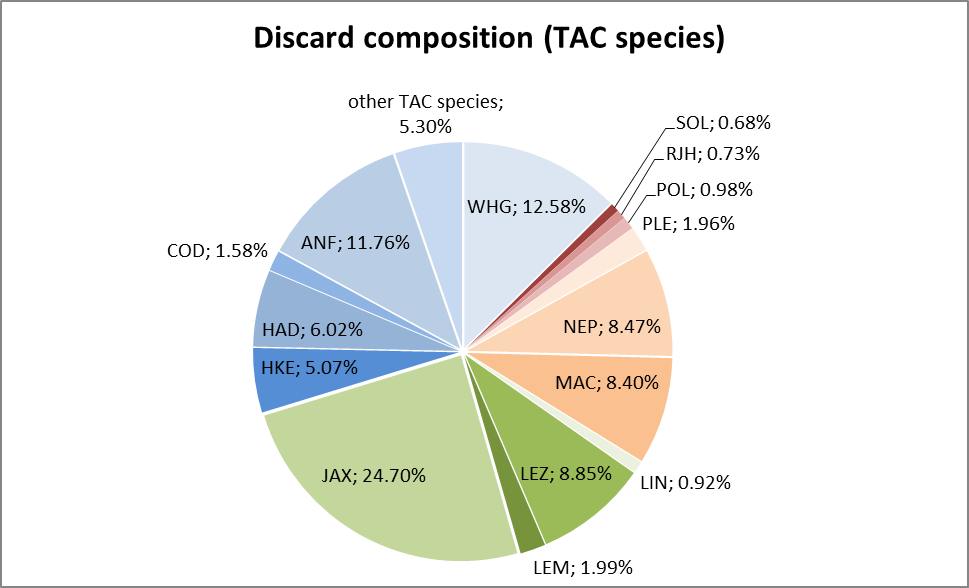 Discard composition (TAC species)
other TAC species;
5.30%
WHG; 12.58%
SOL; 0.68%
RJH; 0.73%
POL; 0.98%
PLE; 1.96%
NEP; 8.47%
MAC; 8.40%
LIN; 0.92%
LEZ; 8.85%
LEM; 1.99%
JAX; 24.70%
HKE; 5.07%
HAD; 6.02%
COD; 1.58%
ANF; 11.76%